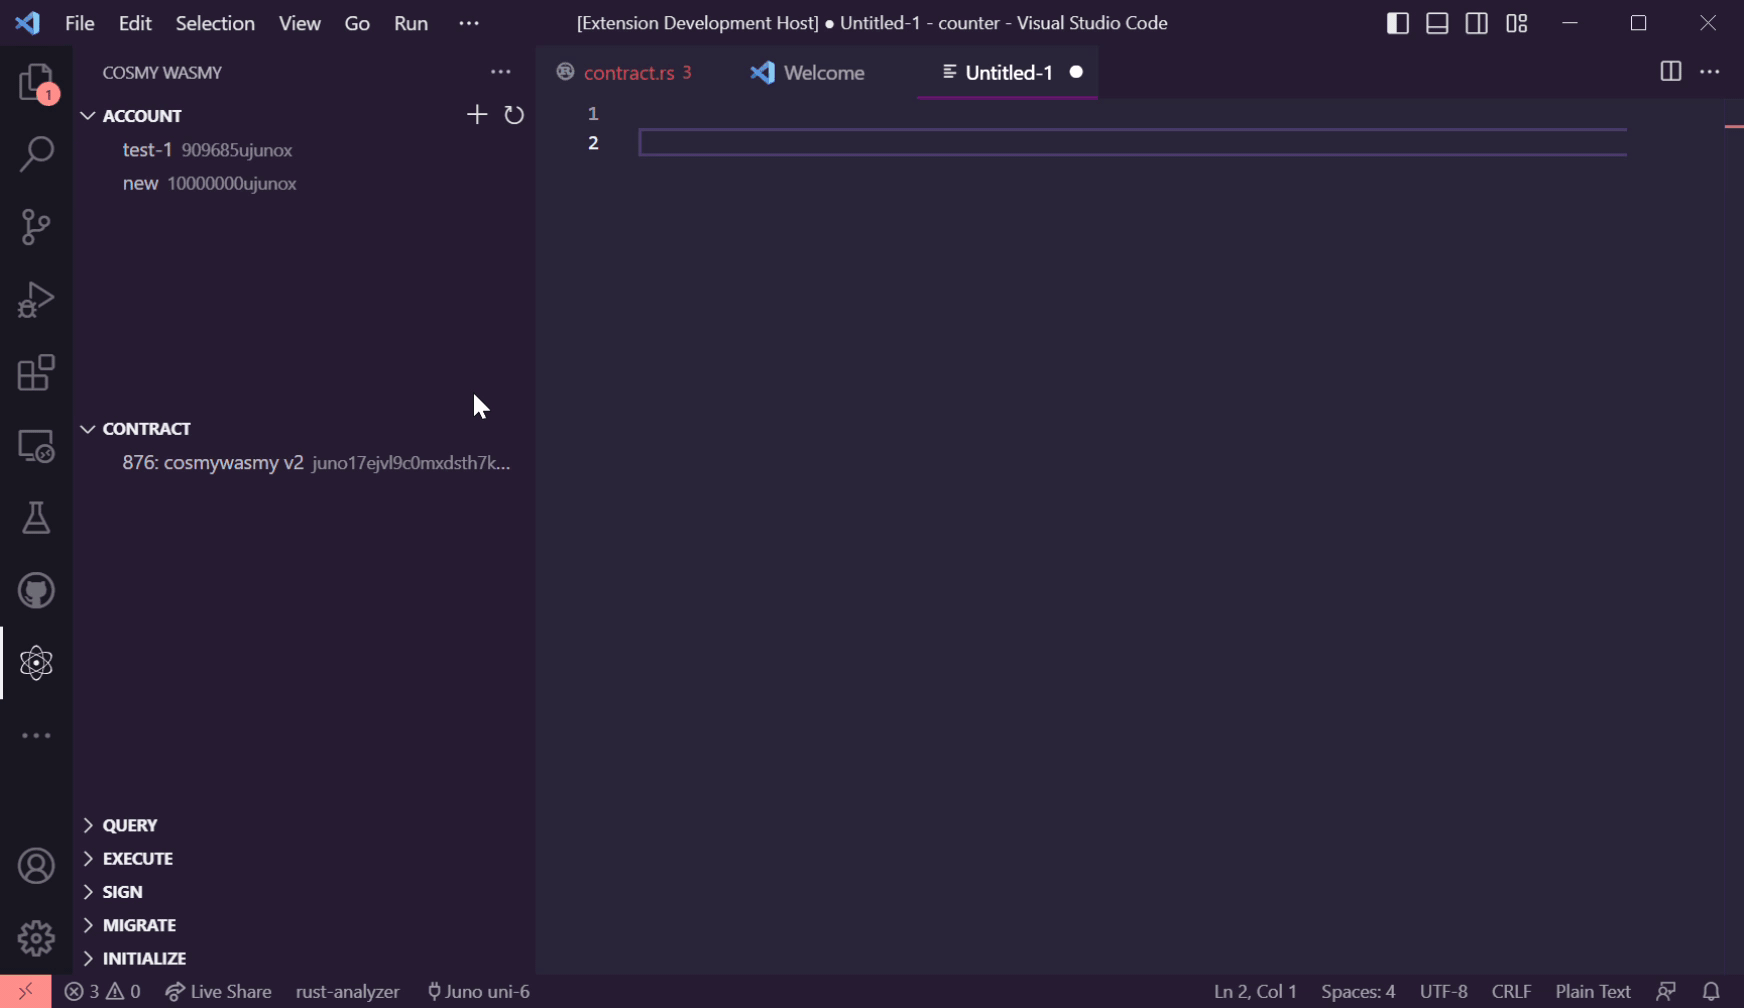 File Edit Selection View Go Run ··· [Extension Development Host] ● Untitled-1 - counter - Visual Studio Code
COSMY WASMY ···
contract.rs 3 Welcome Untitled-1 ●
1
ACCOUNT
1
test-1 909685ujunox
2
new 10000000ujunox
CONTRACT
876: cosmywasmy v2 juno17ejvl9c0mxdsth7k...
QUERY
EXECUTE
SIGN
MIGRATE
INITIALIZE
3 0 Live Share rust-analyzer Juno uni-6 Ln 2, Col 1 Spaces: 4 UTF-8 CRLF Plain Text